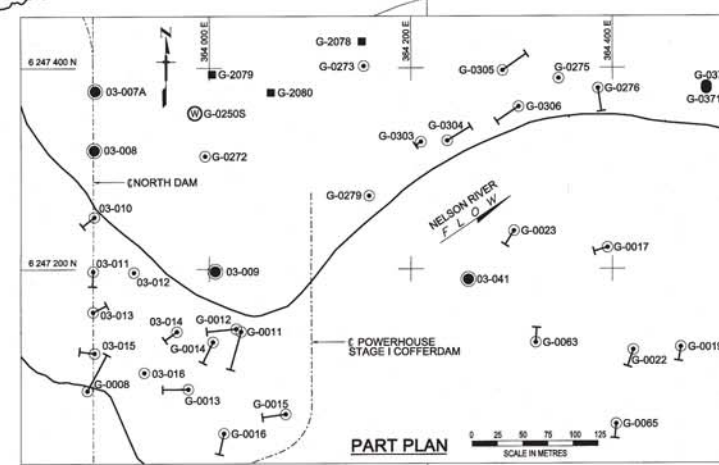 364 000 E
364 200 E
364 400 E
6 247 400 N
6 247 200 N
Z
G-2078
G-2079
G-0273
G-2080
G-0305
G-0275
G-0276
G-0371
03-007A
W G-0250S
G-0306
G-0303
G-0304
03-008
G-0272
℄ NORTH DAM
G-0279
NELSON RIVER
FLOW
03-010
G-0023
G-0017
03-011
03-012
03-009
03-041
03-013
03-014
G-0012
G-0011
03-015
G-0014
℄ POWERHOUSE
STAGE I COFFERDAM
G-0063
G-0022
G-0019
G-0008
03-016
G-0013
G-0015
G-0016
G-0065
PART PLAN
0 25 50 75 100 125
SCALE IN METRES